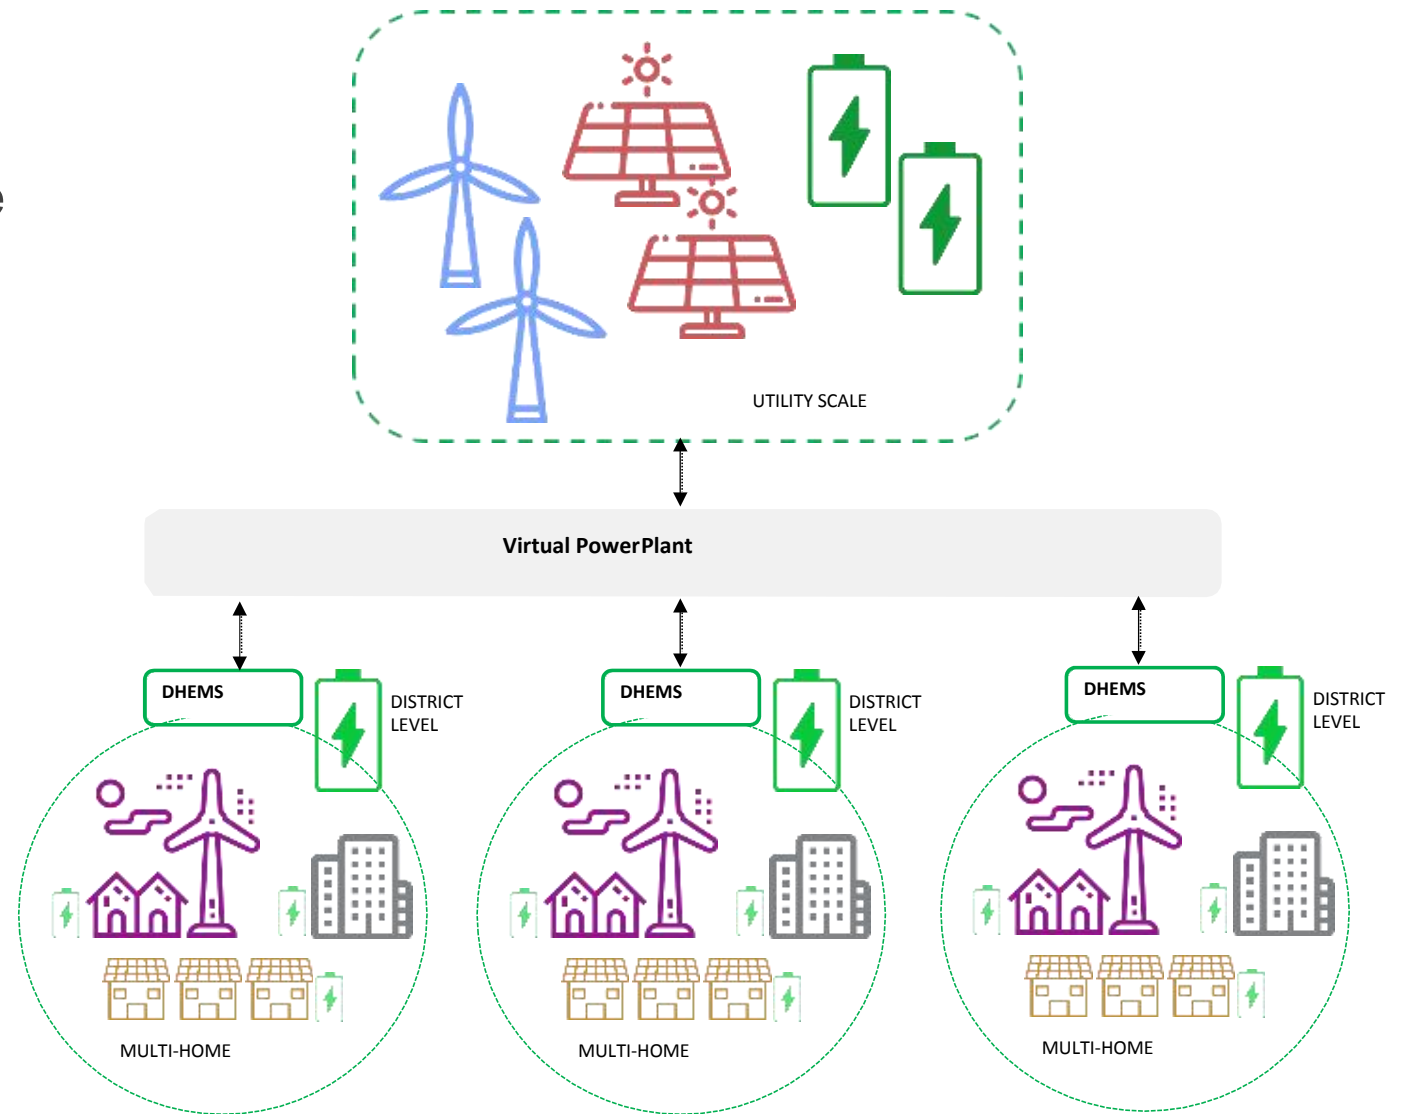 e
UTILITY SCALE
Virtual PowerPlant
DHEMS
DISTRICT
LEVEL
DHEMS
DISTRICT
LEVEL
DHEMS
DISTRICT
LEVEL
MULTI-HOME
MULTI-HOME
MULTI-HOME